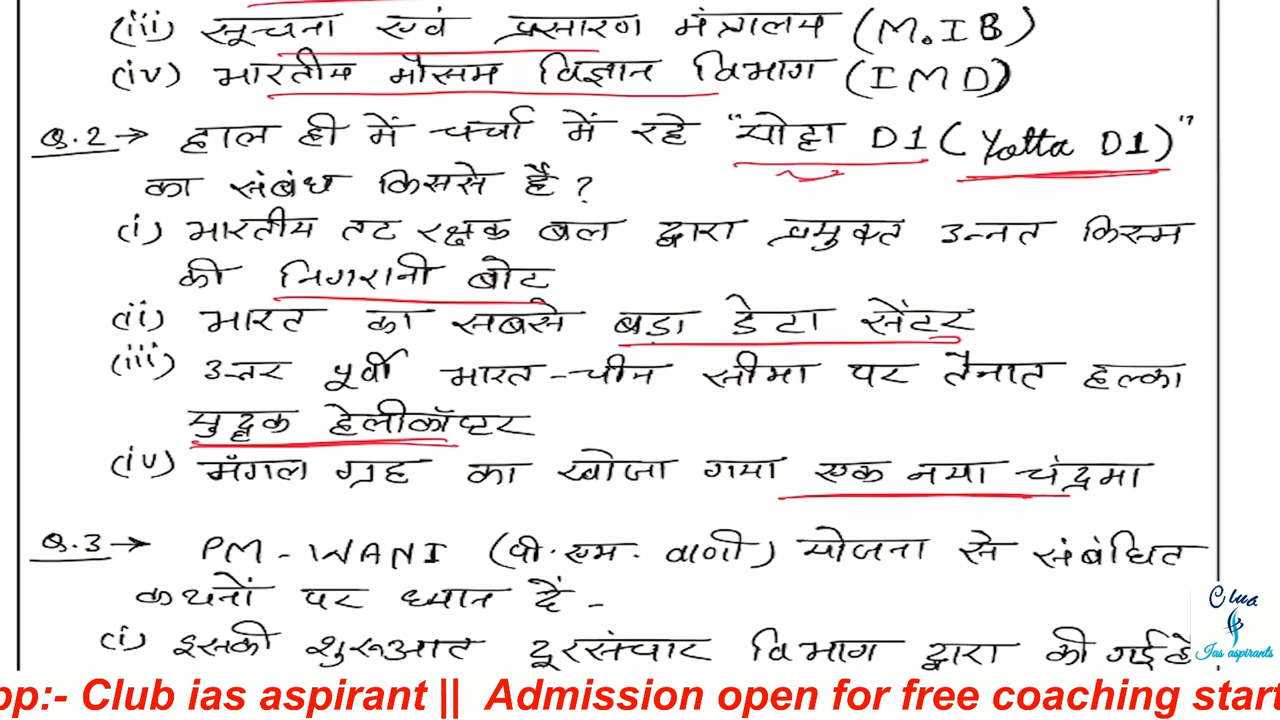 (iii) सूचना एवं प्रसारण मंत्रालय (M.IB)
(iv) भारतीय मौसम विज्ञान विभाग (IMD)
Q.2 → हाल ही में चर्चा में रहे "योट्टा D1 (Yotta D1)"
का संबंध किससे है ?
(i) भारतीय तट रक्षक बल द्वारा प्रयुक्त उन्नत किस्म
की निगरानी बोट
(ii) भारत का सबसे बड़ा डेटा सेंटर
(iii) उत्तर पूर्वी भारत-चीन सीमा पर तैनात हल्का
युद्धक हेलीकॉप्टर
(iv) मंगल ग्रह का खोजा गया एक नया चंद्रमा
Q.3 → PM-WANI (पी.एम. वाणी) योजना से संबंधित
कथनों पर ध्यान दें -
(i) इसकी शुरूआत दूरसंचार विभाग द्वारा की गई है
Club
Ias aspirants
pp:- Club ias aspirant || Admission open for free coaching start